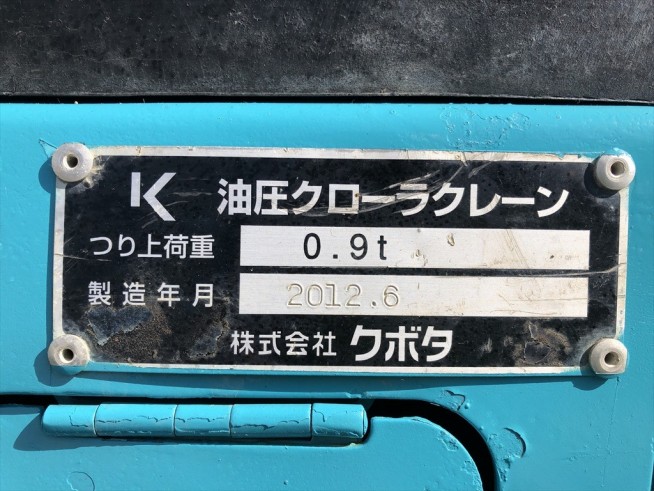 K 油圧クローラクレーン
つり上荷重 0.9t
製造年月 2012.6
株式会社 クボタ